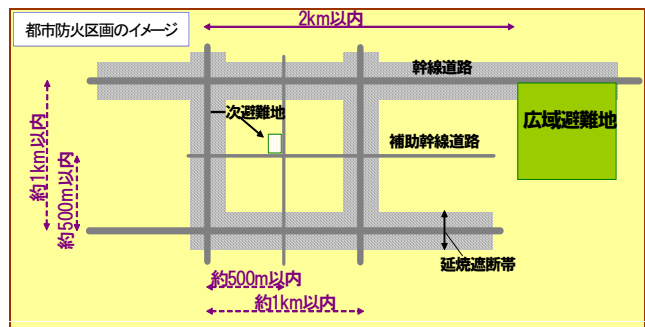 都市防火区画のイメージ
2km以内
幹線道路
一次避難地
広域避難地
補助幹線道路
約1km以内
約500m以内
延焼遮断帯
約500m以内
約1km以内